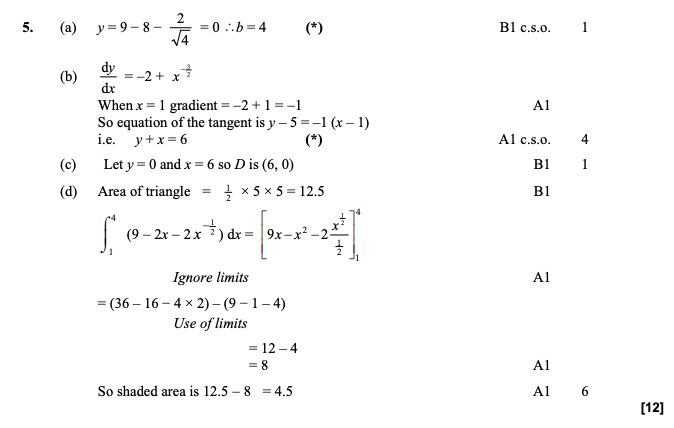 5. (a) y = 9 – 8 – 2/√4 = 0 ∴ b = 4 (*) B1 c.s.o. 1
(b) dy/dx = –2 + x^(–3/2)
When x = 1 gradient = –2 + 1 = –1 A1
So equation of the tangent is y – 5 = –1 (x – 1)
i.e. y + x = 6 (*) A1 c.s.o. 4
(c) Let y = 0 and x = 6 so D is (6, 0) B1 1
(d) Area of triangle = 1/2 × 5 × 5 = 12.5 B1
∫₁⁴ (9 – 2x – 2x^(–1/2)) dx = [9x – x² – 2 x^(1/2)/(1/2)]₁⁴
Ignore limits A1
= (36 – 16 – 4 × 2) – (9 – 1 – 4)
Use of limits
= 12 – 4
= 8 A1
So shaded area is 12.5 – 8 = 4.5 A1 6
[12]